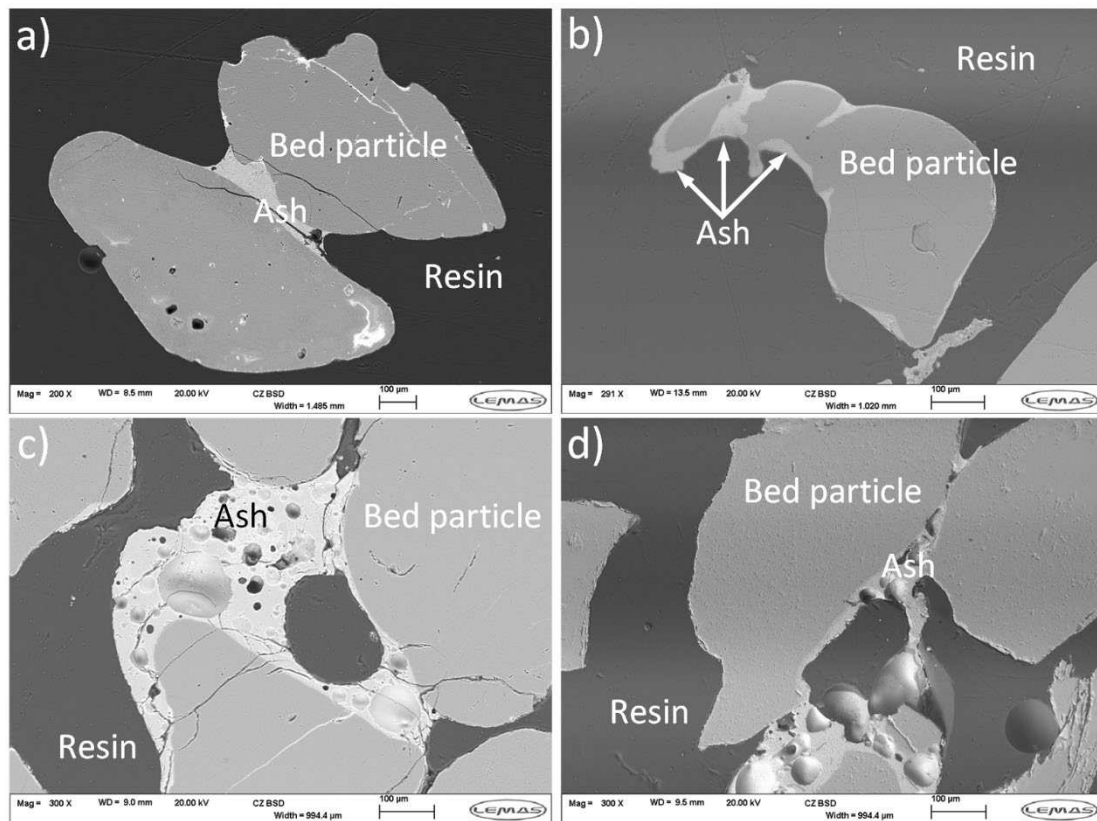 a)
Bed particle
Ash
Resin
Mag = 200 X WD = 8.5 mm 20.00 kV CZ BSD 100 µm
Width = 1.485 mm
LEMAS
b)
Resin
Bed particle
Ash
Mag = 291 X WD = 13.5 mm 20.00 kV CZ BSD 100 µm
Width = 1.020 mm
LEMAS
c)
Ash
Bed particle
Resin
Mag = 300 X WD = 9.0 mm 20.00 kV CZ BSD 100 µm
Width = 994.4 µm
LEMAS
d)
Bed particle
Ash
Resin
Mag = 300 X WD = 9.5 mm 20.00 kV CZ BSD 100 µm
Width = 994.4 µm
LEMAS